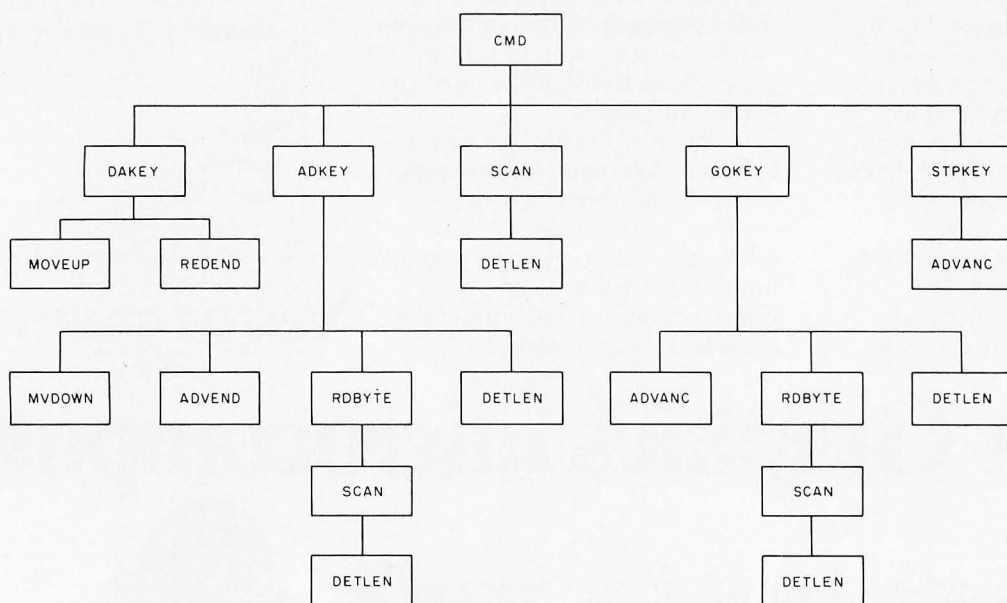 CMD
DAKEY
ADKEY
SCAN
GOKEY
STPKEY
MOVEUP
REDEND
DETLEN
ADVANC
MVDOWN
ADVEND
RDBYTE
DETLEN
ADVANC
RDBYTE
DETLEN
SCAN
SCAN
DETLEN
DETLEN